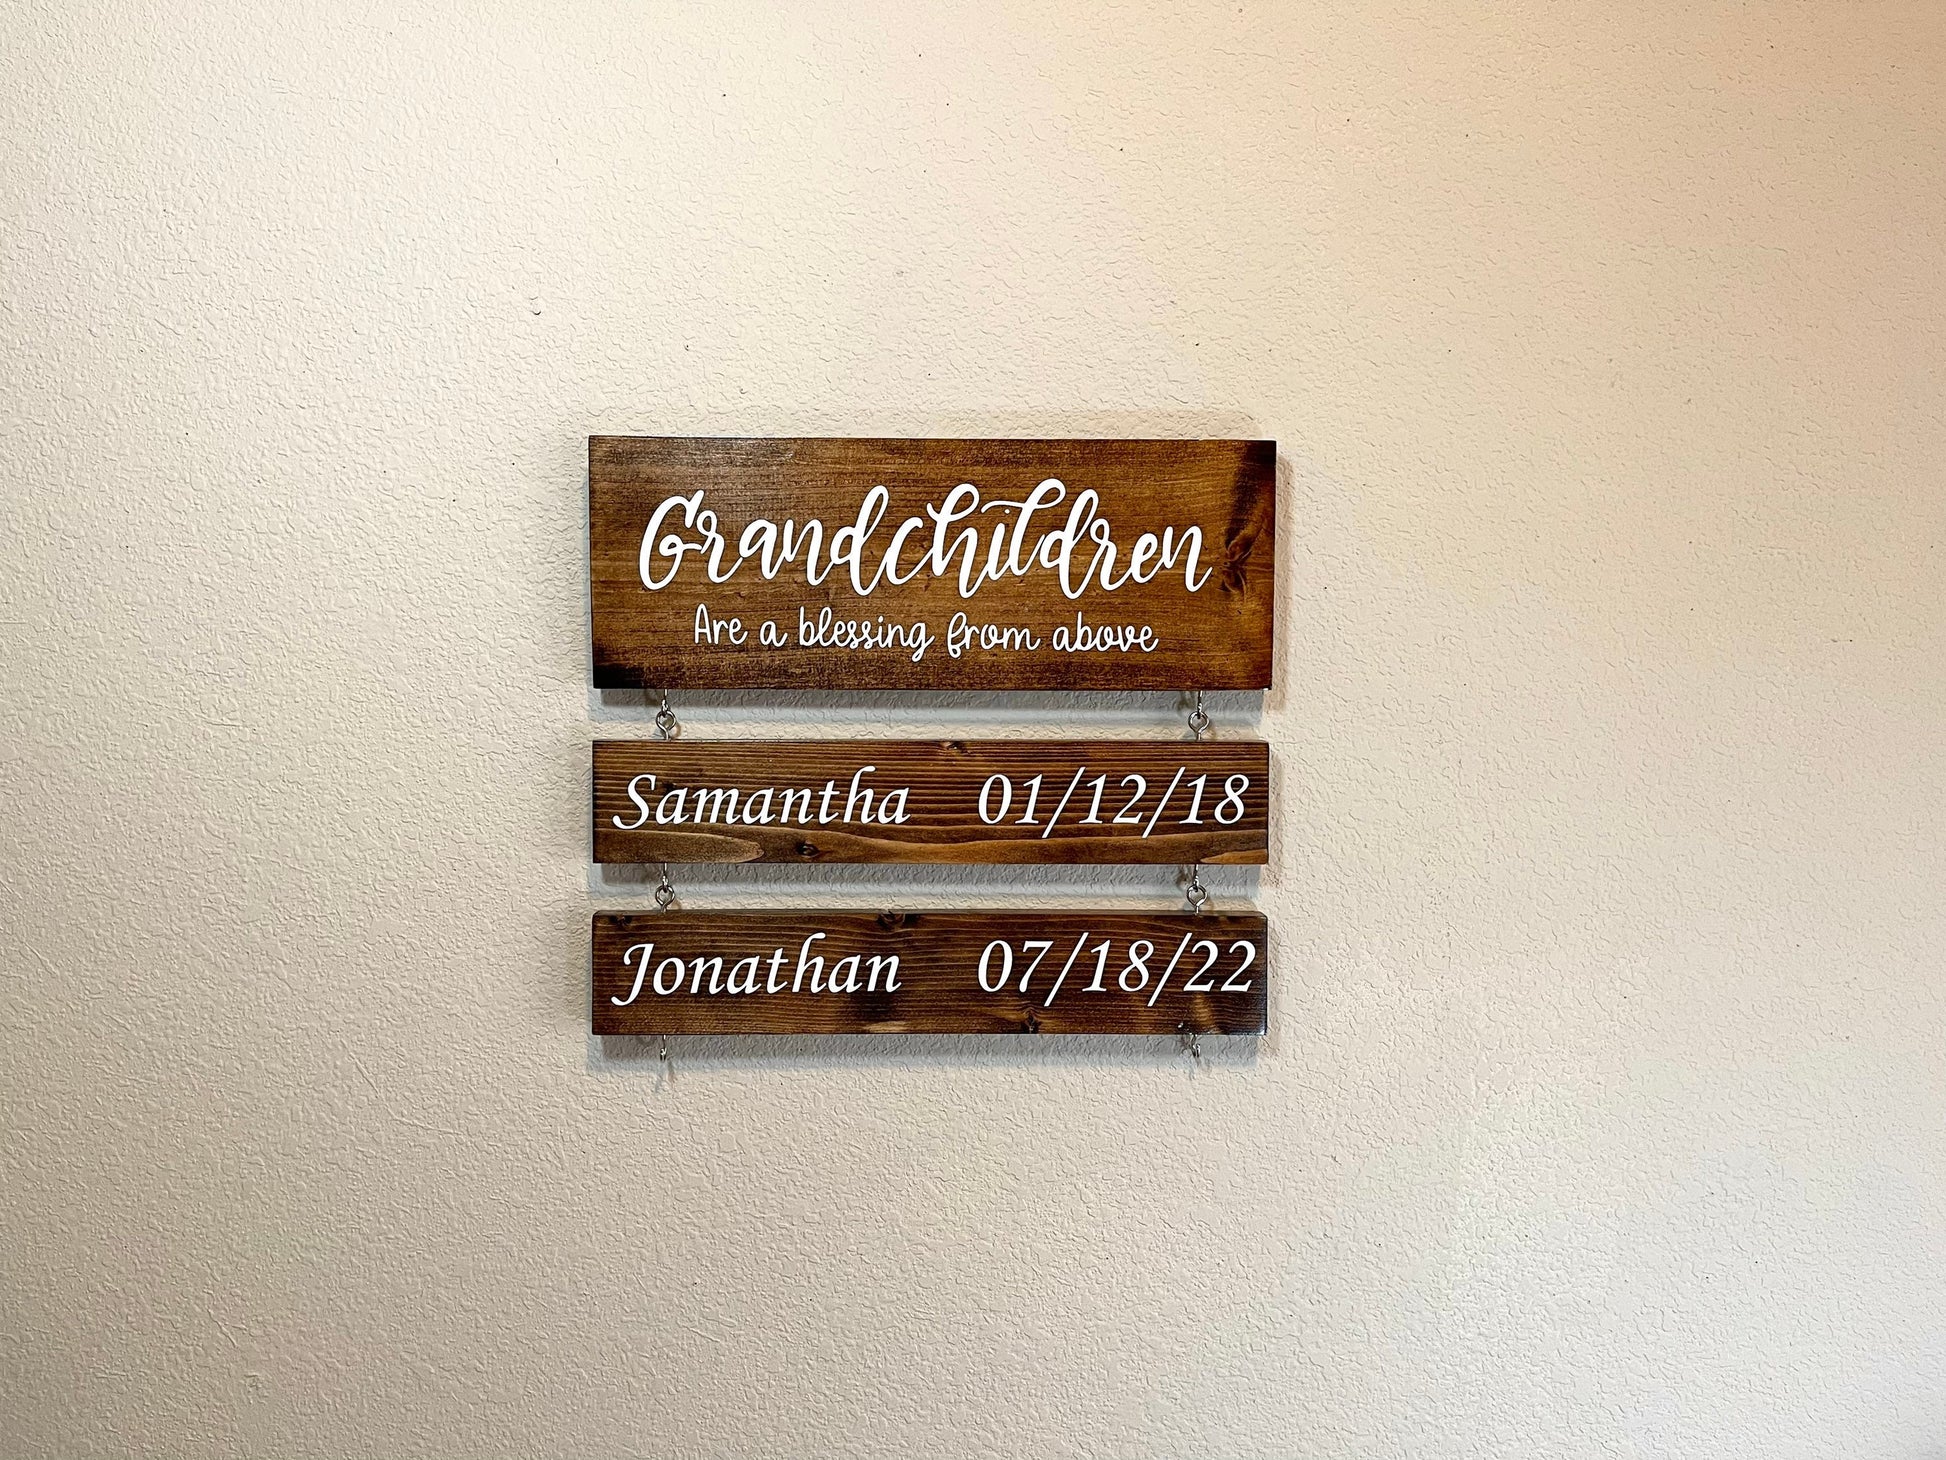 Grandchildren
Are a blessing from above
Samantha 01/12/18
Jonathan 07/18/22